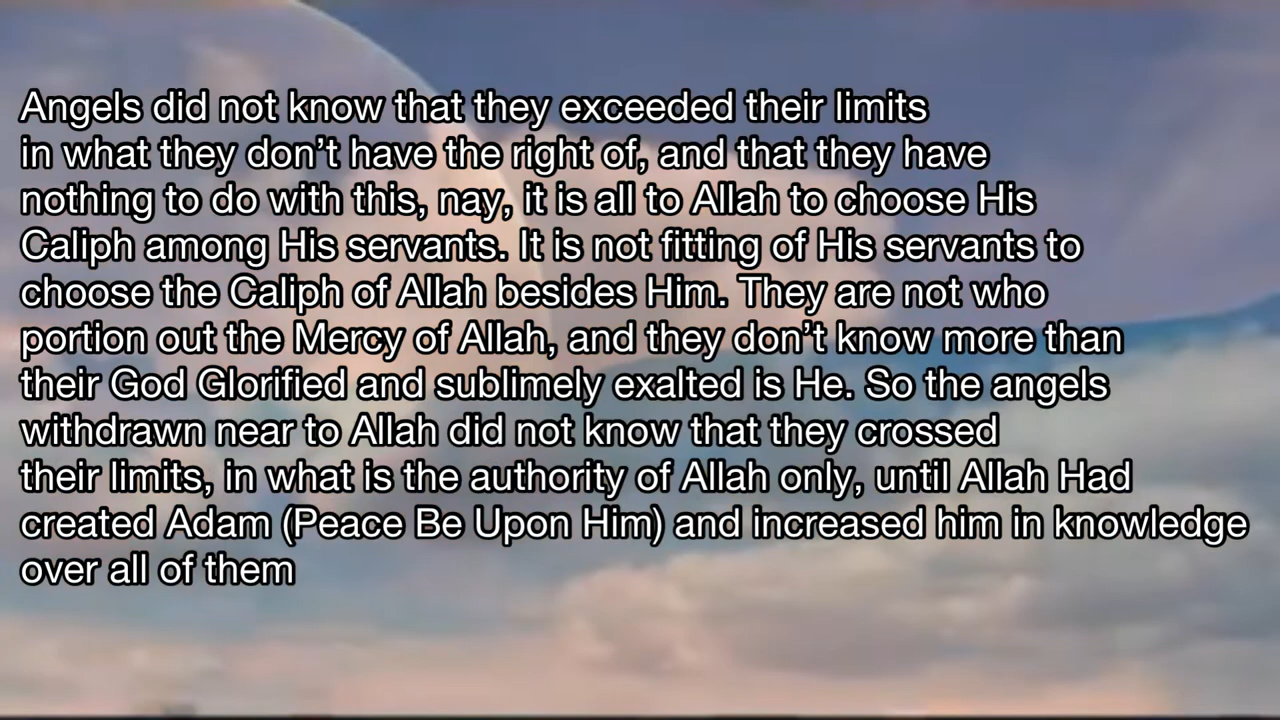 Angels did not know that they exceeded their limits
in what they don’t have the right of, and that they have
nothing to do with this, nay, it is all to Allah to choose His
Caliph among His servants. It is not fitting of His servants to
choose the Caliph of Allah besides Him. They are not who
portion out the Mercy of Allah, and they don’t know more than
their God Glorified and sublimely exalted is He. So the angels
withdrawn near to Allah did not know that they crossed
their limits, in what is the authority of Allah only, until Allah Had
created Adam (Peace Be Upon Him) and increased him in knowledge
over all of them